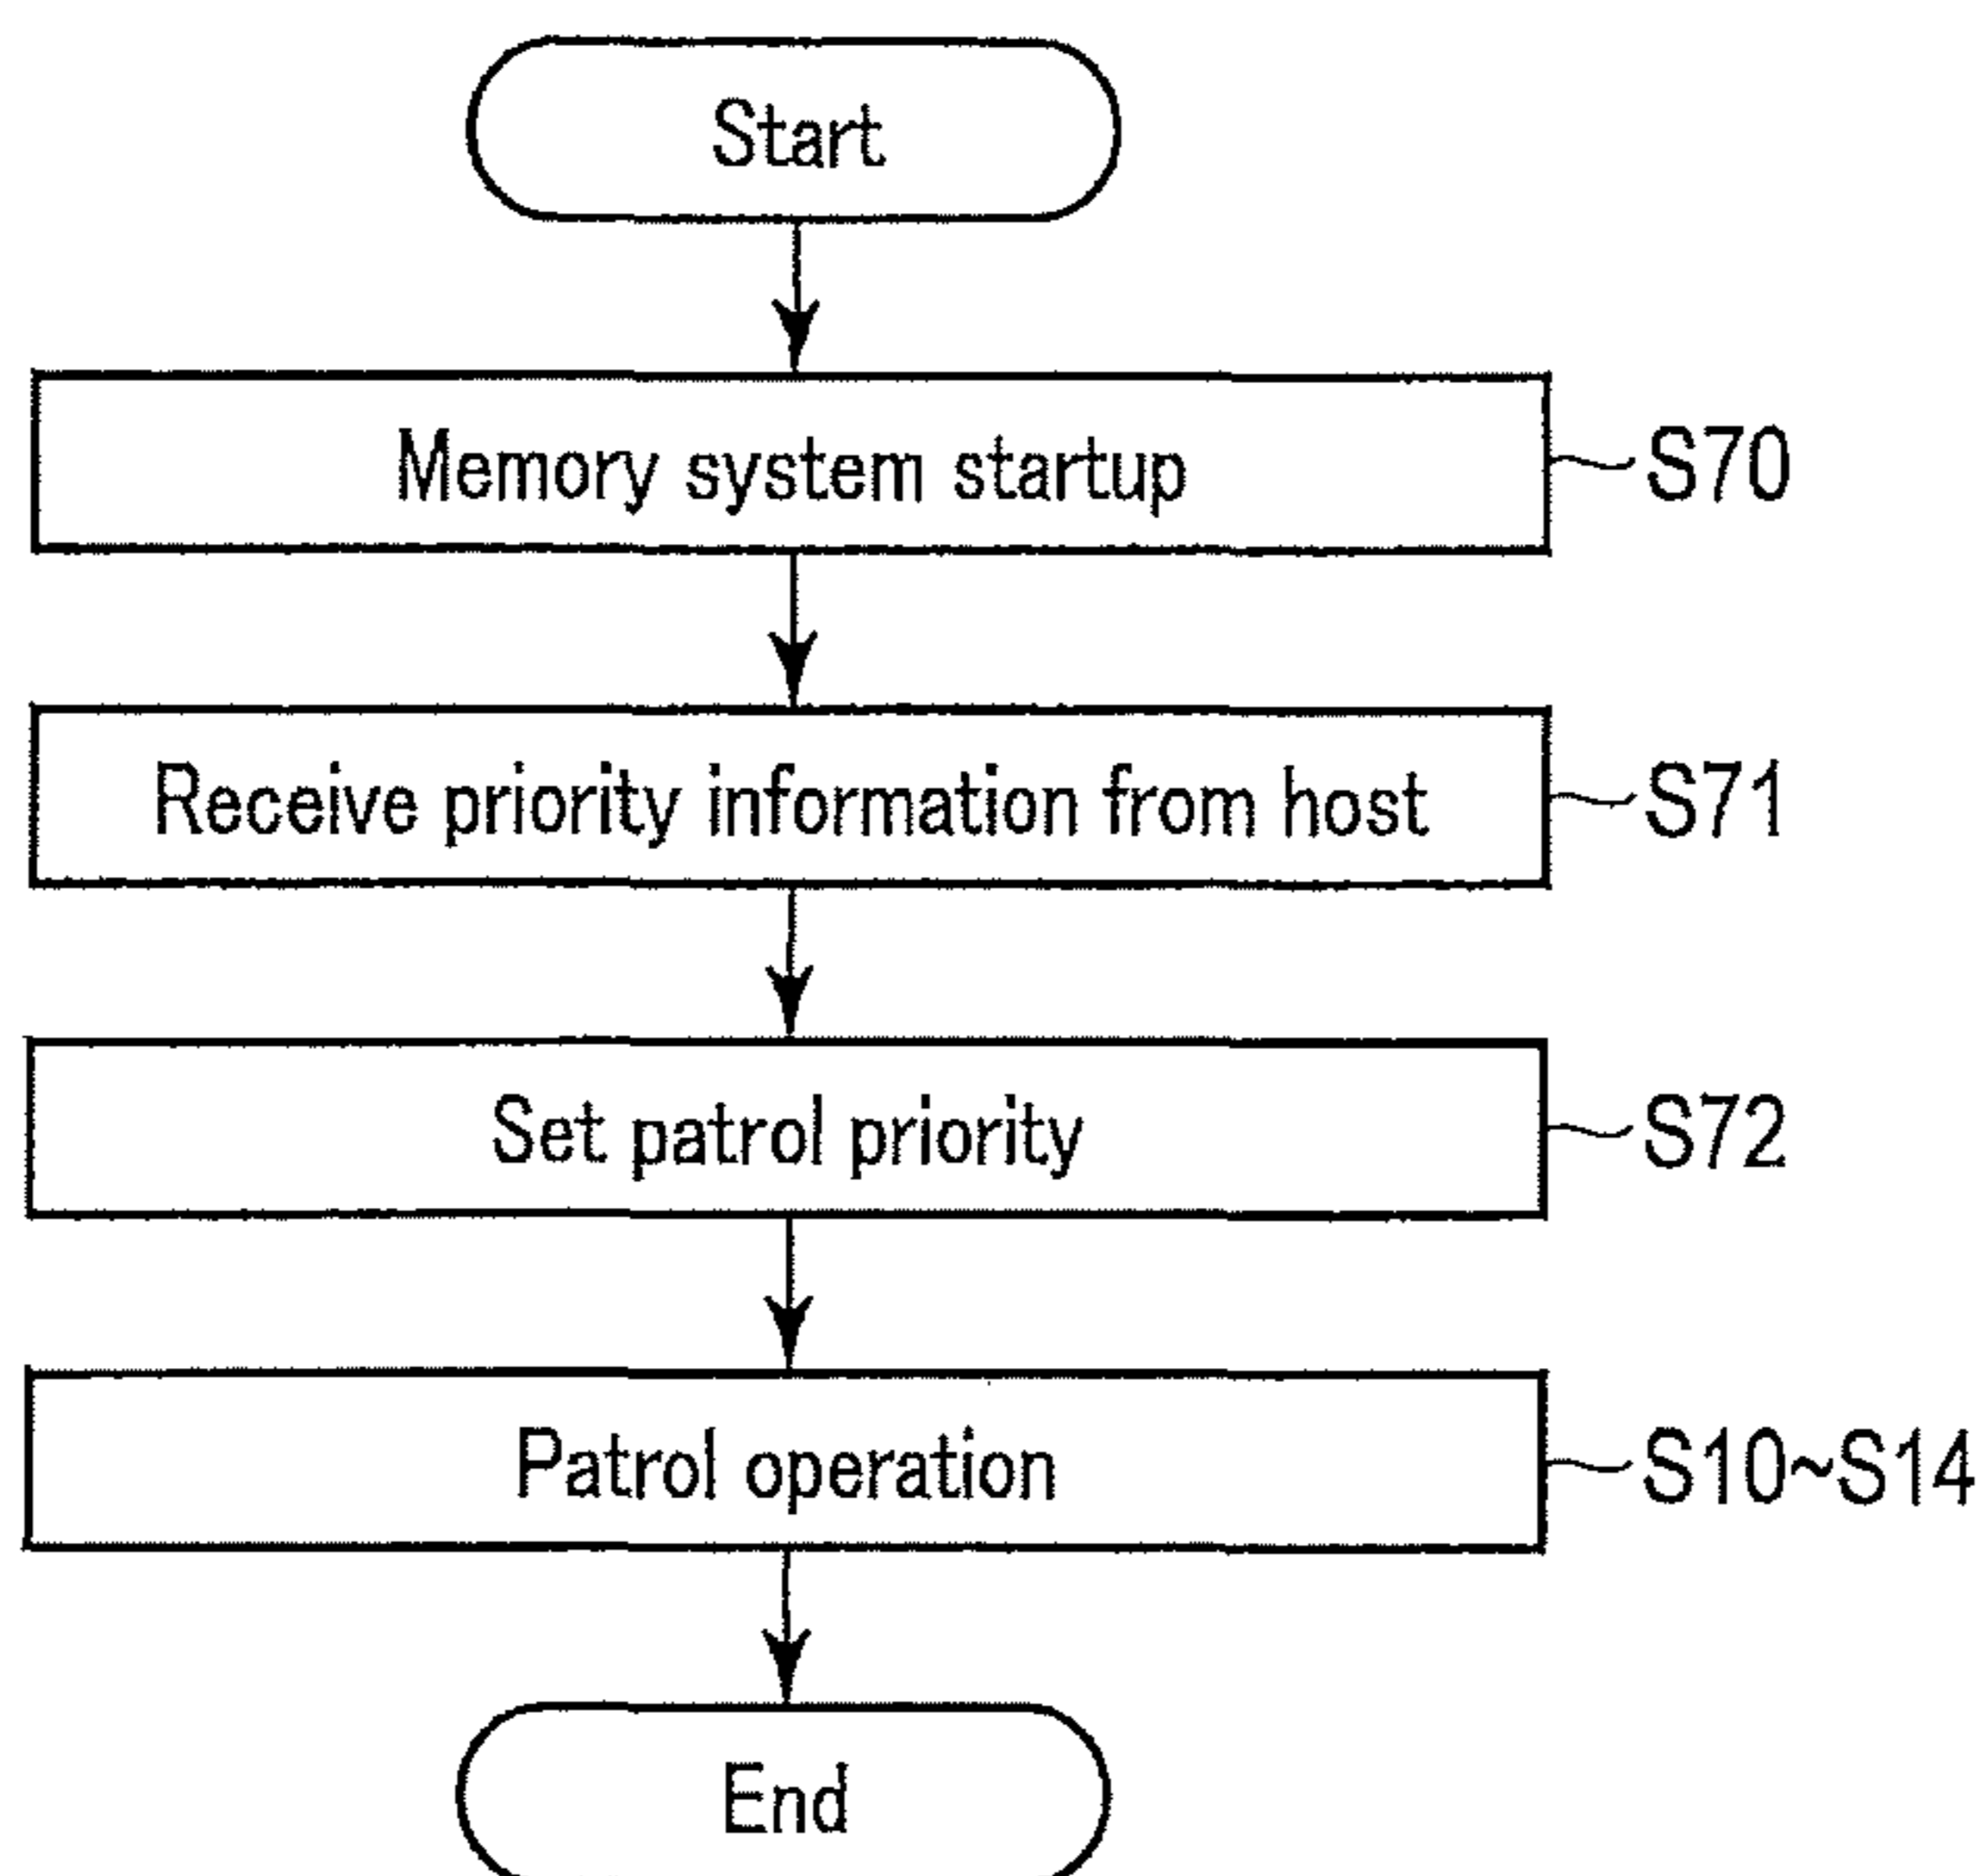 Start
Memory system startup
S70
Receive priority information from host
S71
Set patrol priority
S72
Patrol operation
S10~S14
End